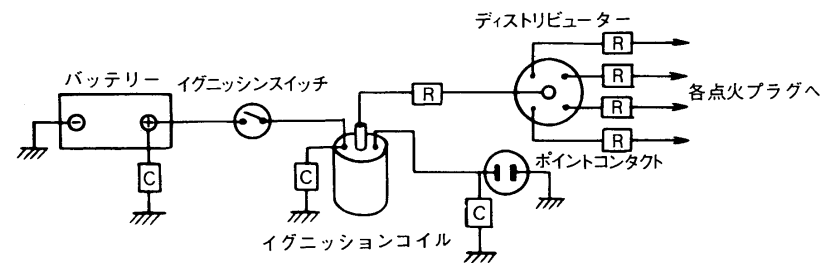 ディストリビューター
R
バッテリー
イグニッシンスイッチ
R
R
各点火プラグへ
R
R
ポイントコンタクト
C
C
C
イグニッションコイル